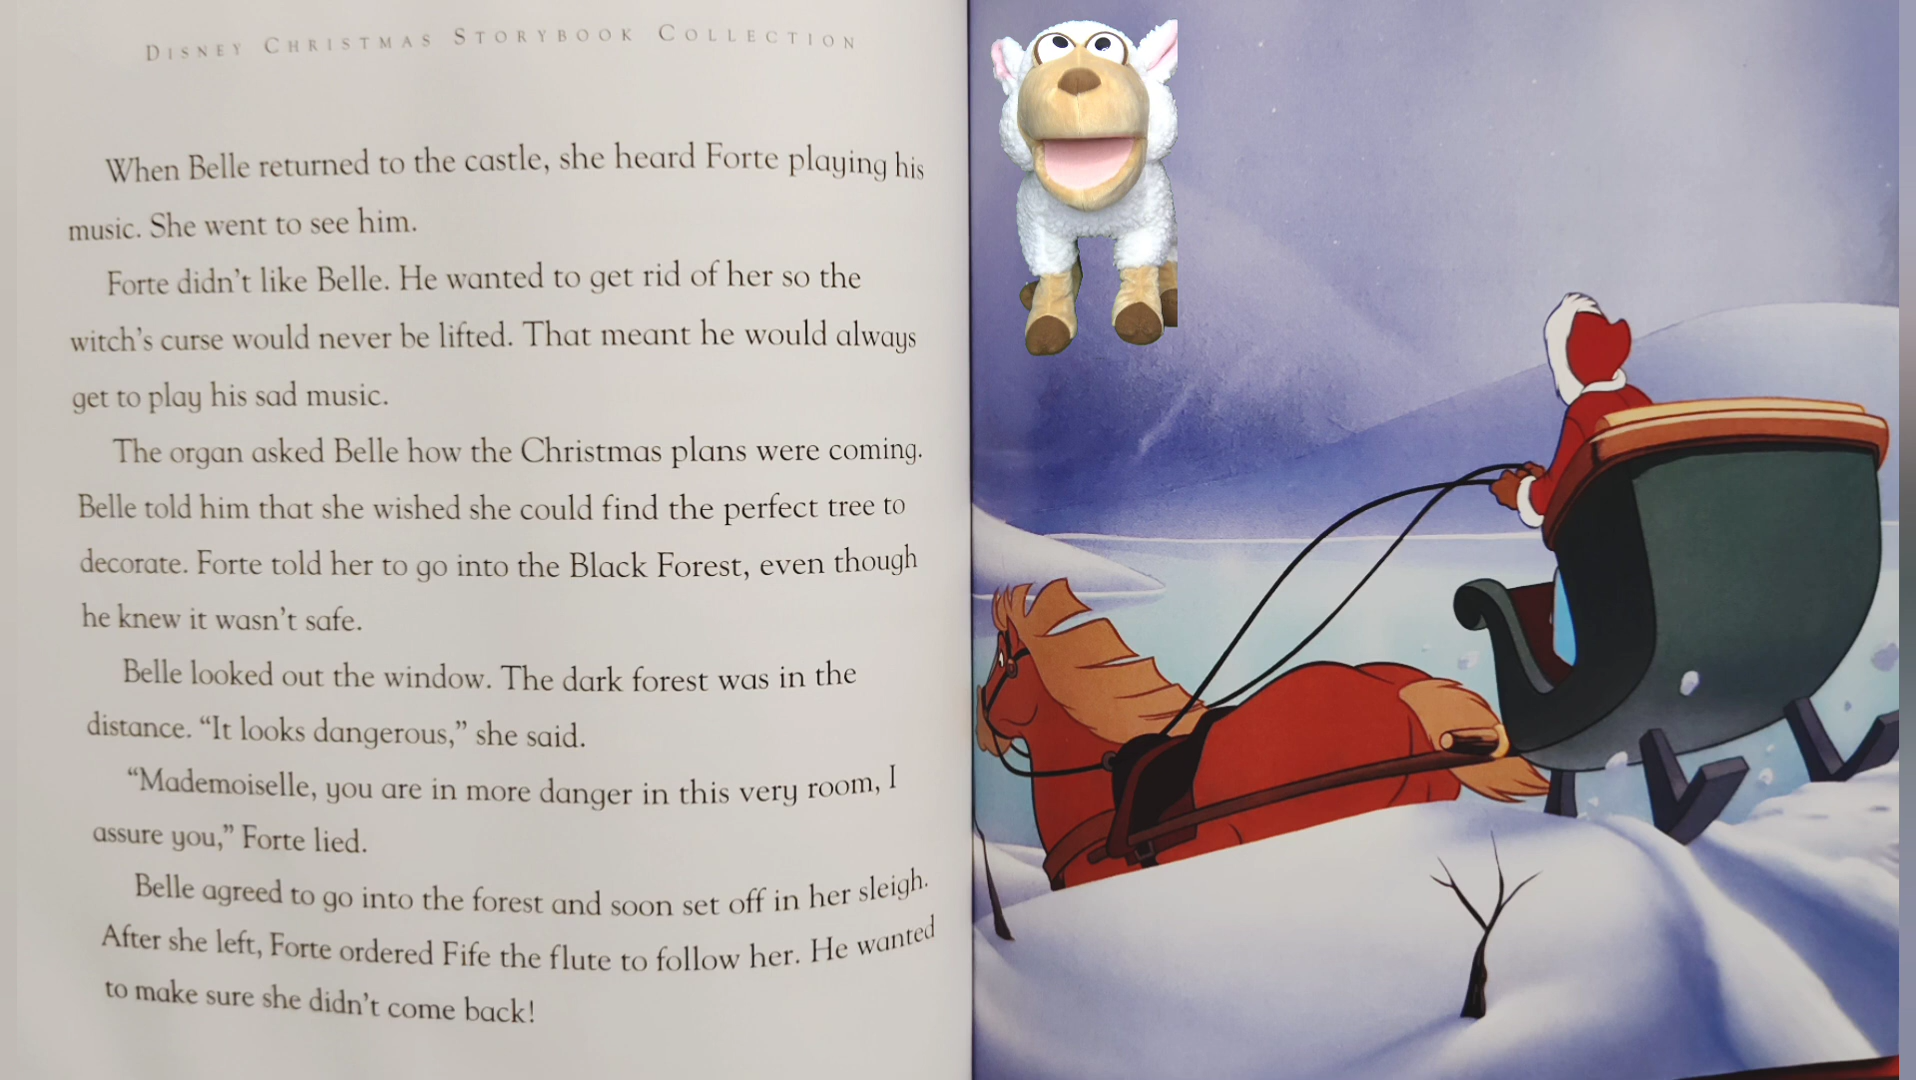 DISNEY CHRISTMAS STORYBOOK COLLECTION
When Belle returned to the castle, she heard Forte playing his
music. She went to see him.
Forte didn’t like Belle. He wanted to get rid of her so the
witch’s curse would never be lifted. That meant he would always
get to play his sad music.
The organ asked Belle how the Christmas plans were coming.
Belle told him that she wished she could find the perfect tree to
decorate. Forte told her to go into the Black Forest, even though
he knew it wasn’t safe.
Belle looked out the window. The dark forest was in the
distance. “It looks dangerous,” she said.
“Mademoiselle, you are in more danger in this very room, I
assure you,” Forte lied.
Belle agreed to go into the forest and soon set off in her sleigh.
After she left, Forte ordered Fife the flute to follow her. He wanted
to make sure she didn’t come back!